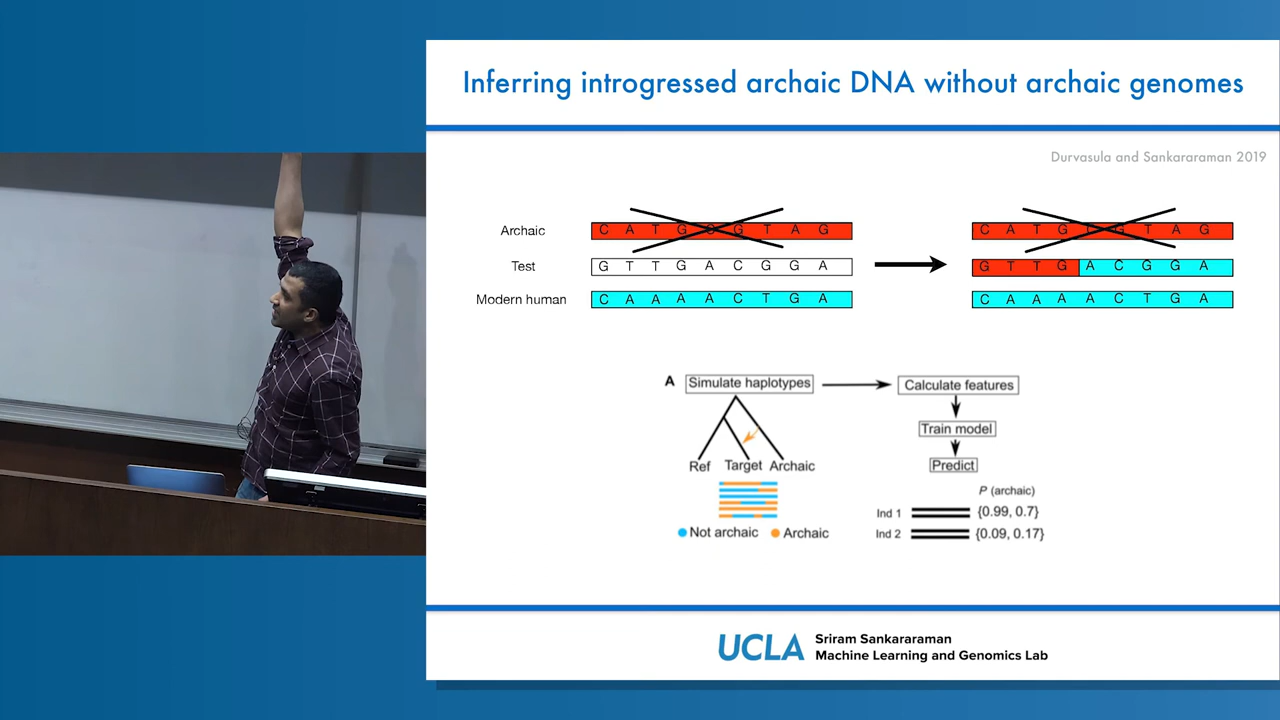 Inferring introgressed archaic DNA without archaic genomes
Durvasula and Sankararaman 2019
Archaic C A T G C G T A G C A T G C G T A G
Test G T T G A C G G A G T T G A C G G A
Modern human C A A A A C T G A C A A A A C T G A
A Simulate haplotypes Calculate features
Train model
Ref Target Archaic Predict
P (archaic)
Ind 1 {0.99, 0.7}
Not archaic Archaic Ind 2 {0.09, 0.17}
UCLA Sriram Sankararaman
Machine Learning and Genomics Lab